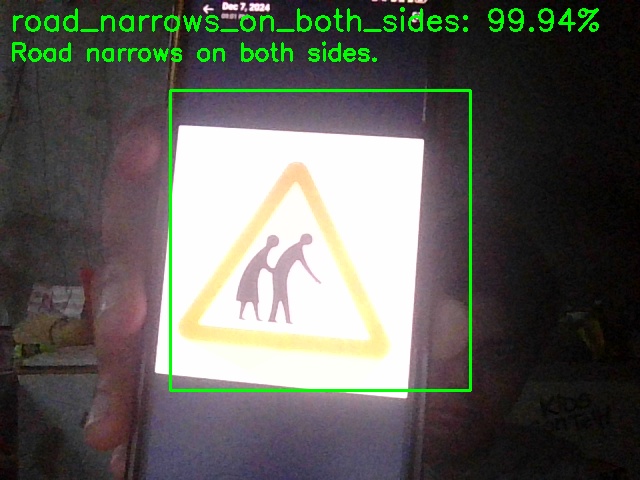 road_narrows_on_both_sides: 99.94%
Road narrows on both sides.
Dec 7, 2024